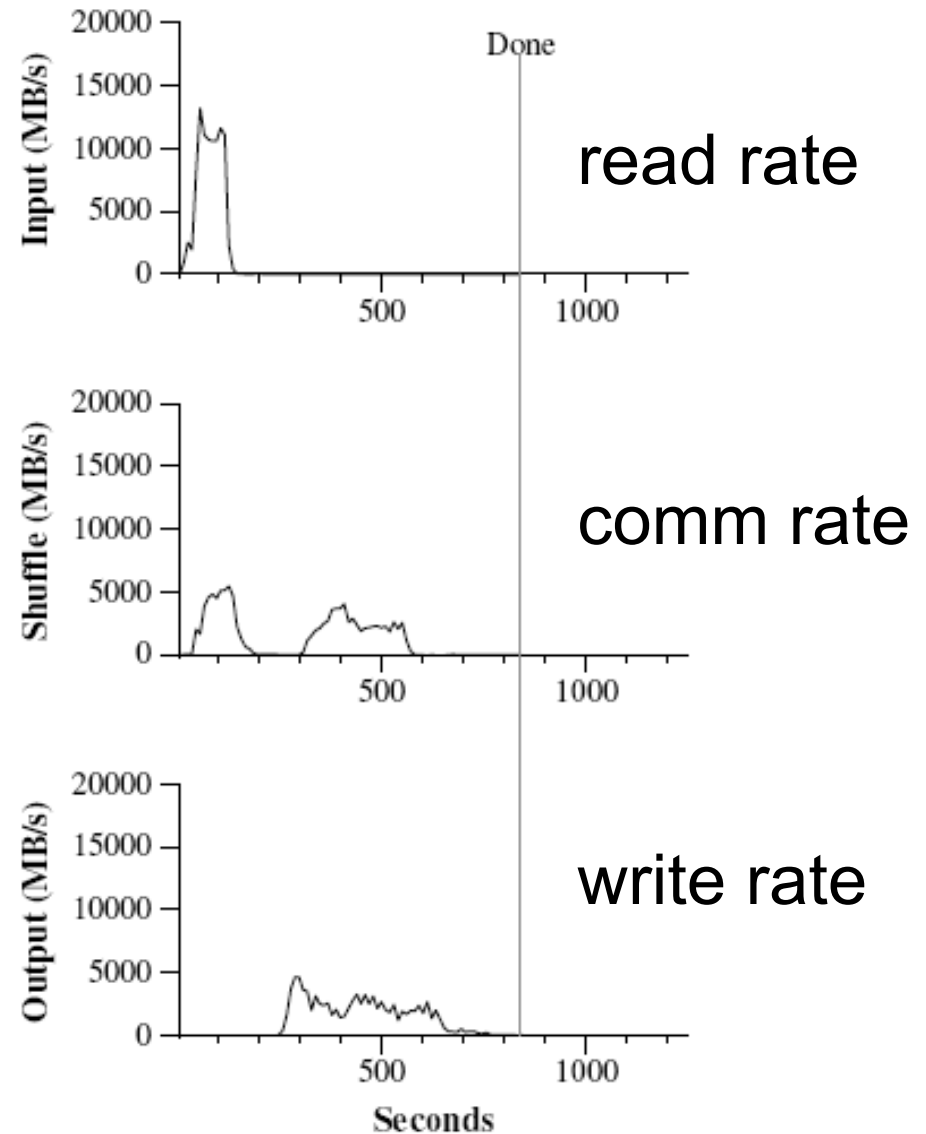 20000
Done
15000
10000
5000
0
Input (MB/s)
read rate
500
1000
20000
15000
10000
5000
0
Shuffle (MB/s)
comm rate
500
1000
20000
15000
10000
5000
0
Output (MB/s)
write rate
500
1000
Seconds